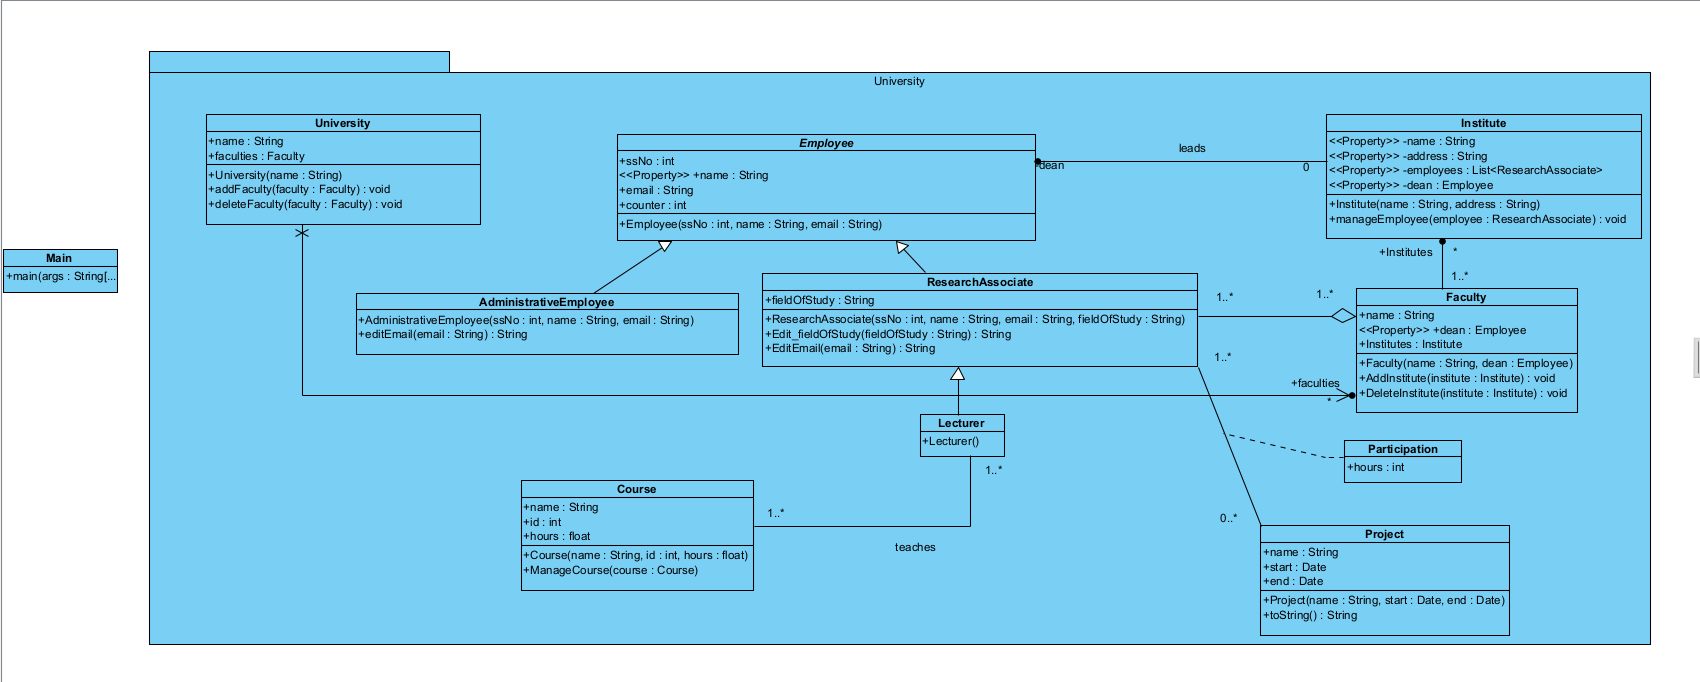 University
University
+name : String
+faculties : Faculty
+University(name : String)
+addFaculty(faculty : Faculty) : void
+deleteFaculty(faculty : Faculty) : void
Employee
+ssNo : int
<<Property>> +name : String
+email : String
+counter : int
+Employee(ssNo : int, name : String, email : String)
dean
leads
0
Institute
<<Property>> -name : String
<<Property>> -address : String
<<Property>> -employees : List<ResearchAssociate>
<<Property>> -dean : Employee
+Institute(name : String, address : String)
+manageEmployee(employee : ResearchAssociate) : void
+Institutes
*
1..*
Main
+main(args : String[...
AdministrativeEmployee
+AdministrativeEmployee(ssNo : int, name : String, email : String)
+editEmail(email : String) : String
ResearchAssociate
+fieldOfStudy : String
+ResearchAssociate(ssNo : int, name : String, email : String, fieldOfStudy : String)
+Edit_fieldOfStudy(fieldOfStudy : String) : String
+EditEmail(email : String) : String
1..*
1..*
Faculty
+name : String
<<Property>> +dean : Employee
+Institutes : Institute
+Faculty(name : String, dean : Employee)
+AddInstitute(institute : Institute) : void
+DeleteInstitute(institute : Institute) : void
1..*
+faculties
*
Lecturer
+Lecturer()
1..*
Participation
+hours : int
Course
+name : String
+id : int
+hours : float
+Course(name : String, id : int, hours : float)
+ManageCourse(course : Course)
1..*
teaches
0..*
Project
+name : String
+start : Date
+end : Date
+Project(name : String, start : Date, end : Date)
+toString() : String